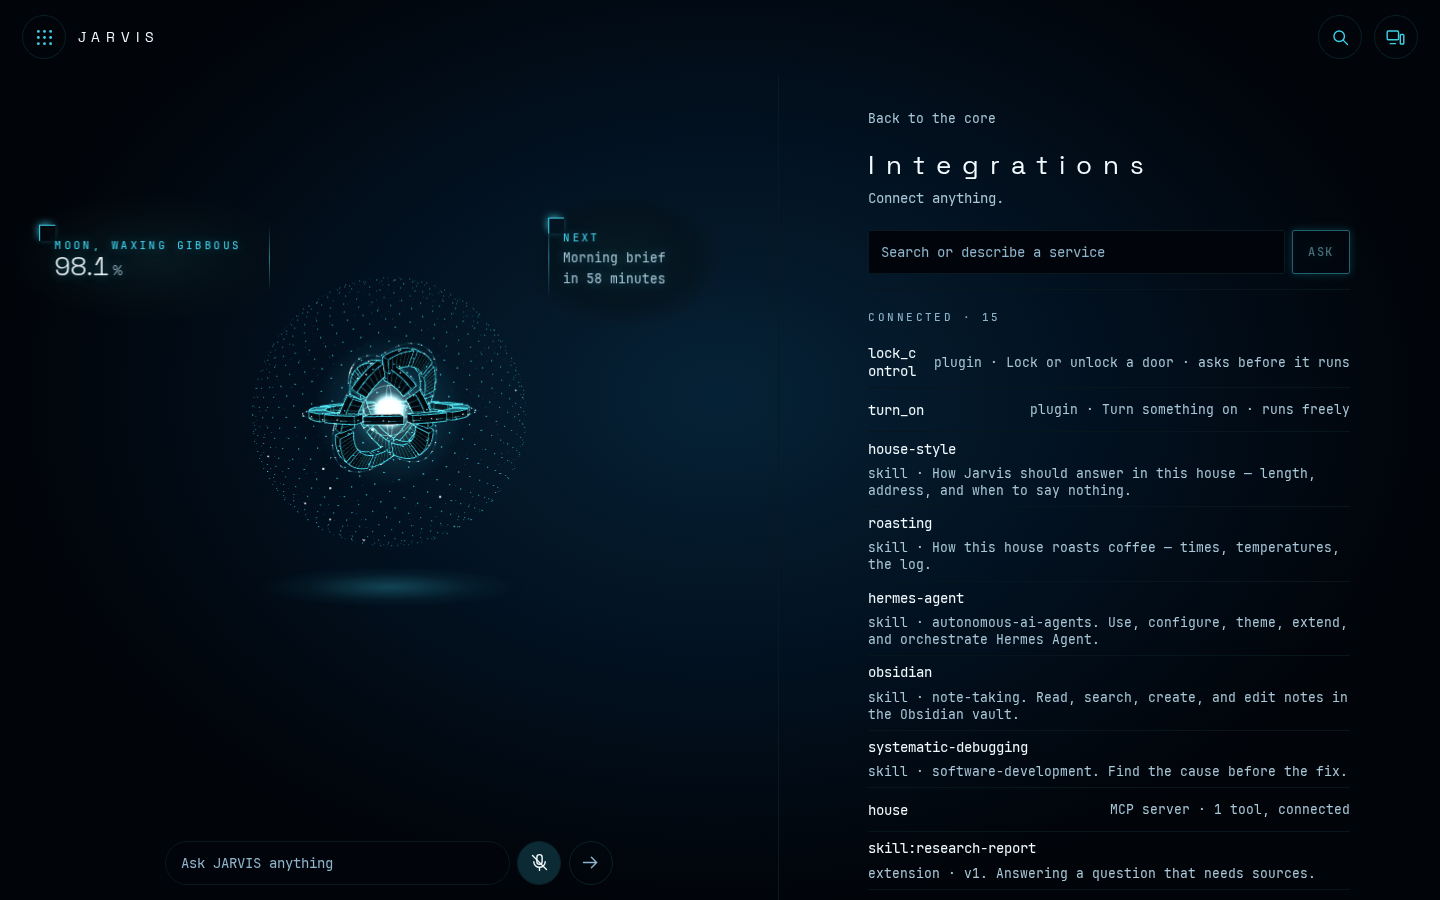 JARVIS
MOON, WAXING GIBBOUS
98.1 %
NEXT
Morning brief
in 58 minutes
Ask JARVIS anything
Back to the core
Integrations
Connect anything.
Search or describe a service
ASK
CONNECTED · 15
lock_c
ontrol
plugin · Lock or unlock a door · asks before it runs
turn_on
plugin · Turn something on · runs freely
house-style
skill · How Jarvis should answer in this house — length,
address, and when to say nothing.
roasting
skill · How this house roasts coffee — times, temperatures,
the log.
hermes-agent
skill · autonomous-ai-agents. Use, configure, theme, extend,
and orchestrate Hermes Agent.
obsidian
skill · note-taking. Read, search, create, and edit notes in
the Obsidian vault.
systematic-debugging
skill · software-development. Find the cause before the fix.
house
MCP server · 1 tool, connected
skill:research-report
extension · v1. Answering a question that needs sources.